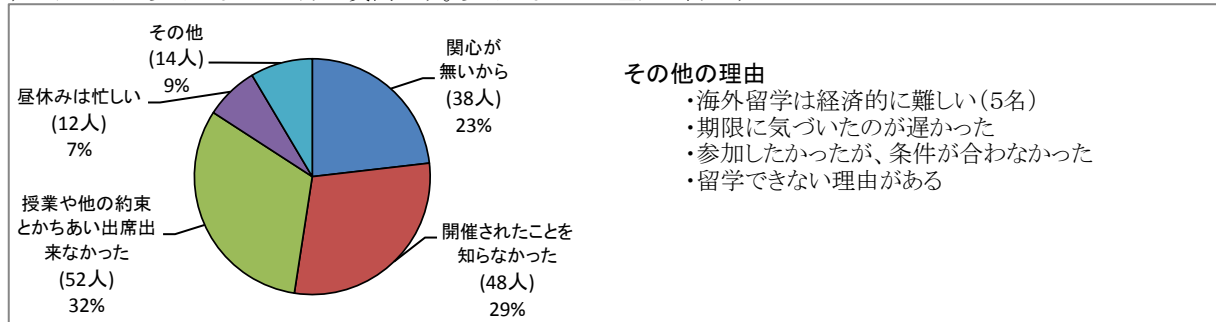 その他
(14人)
9%
関心が
無いから
(38人)
23%
昼休みは忙しい
(12人)
7%
授業や他の約束
とかちあい出席出
来なかった
(52人)
32%
開催されたことを
知らなかった
(48人)
29%
その他の理由
・海外留学は経済的に難しい(5名)
・期限に気づいたのが遅かった
・参加したかったが、条件が合わなかった
・留学できない理由がある